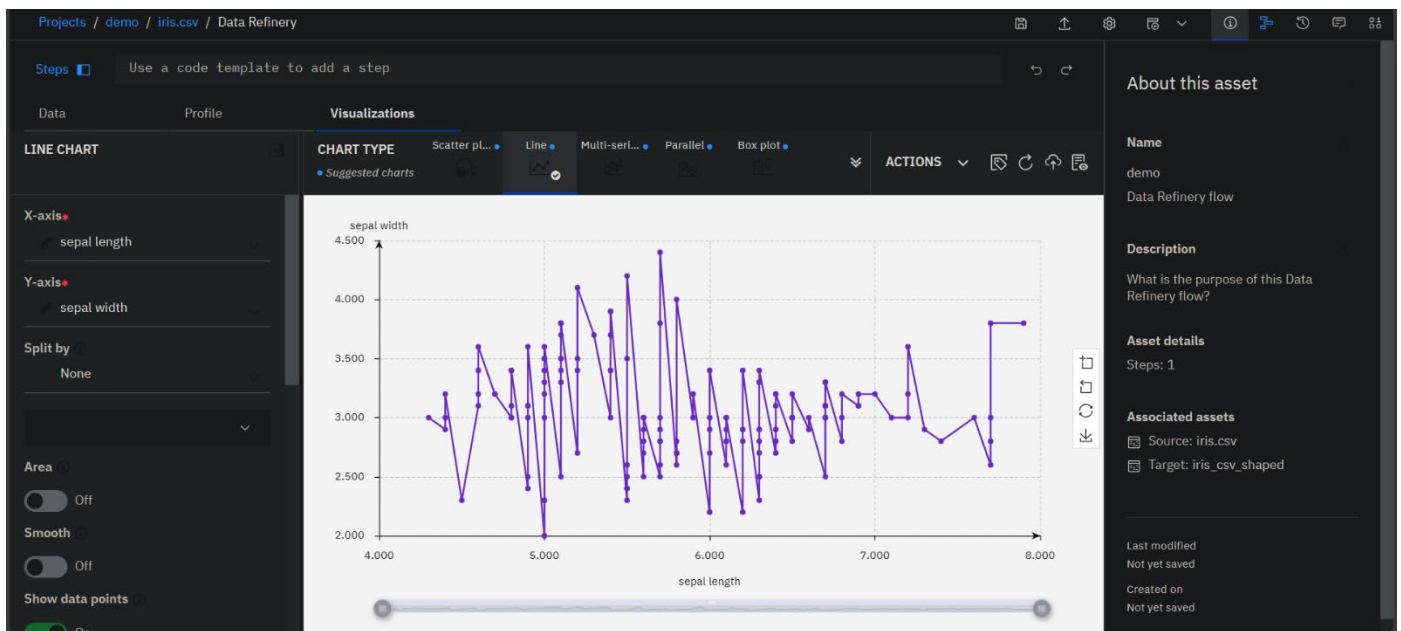 Projects / demo / iris.csv / Data Refinery
Steps
Use a code template to add a step
Data
Profile
Visualizations
LINE CHART
X-axis
sepal length
Y-axis
sepal width
Split by
None
Area
Off
Smooth
Off
Show data points
On
CHART TYPE
Suggested charts
Scatter pl...
Line
Multi-seri...
Parallel
Box plot
ACTIONS
sepal width
4.500
4.000
3.500
3.000
2.500
2.000
4.000
5.000
6.000
7.000
8.000
sepal length
About this asset
Name
demo
Data Refinery flow
Description
What is the purpose of this Data
Refinery flow?
Asset details
Steps: 1
Associated assets
Source: iris.csv
Target: iris_csv_shaped
Last modified
Not yet saved
Created on
Not yet saved